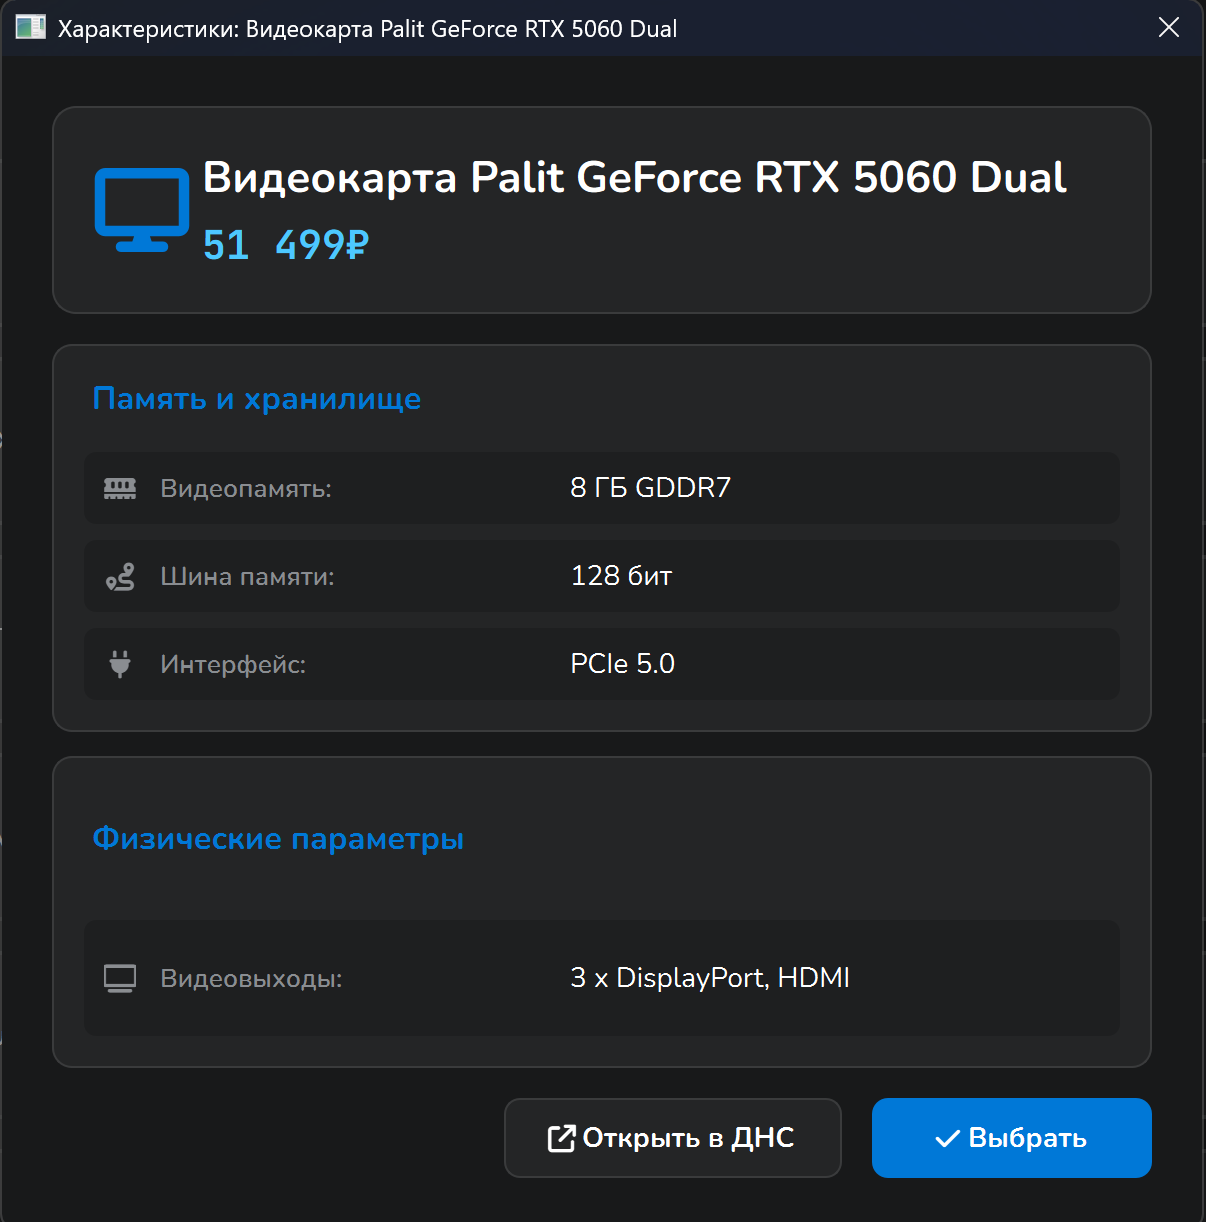 Характеристики: Видеокарта Palit GeForce RTX 5060 Dual
Видеокарта Palit GeForce RTX 5060 Dual
51 499₽
Память и хранилище
Видеопамять: 8 ГБ GDDR7
Шина памяти: 128 бит
Интерфейс: PCIe 5.0
Физические параметры
Видеовыходы: 3 x DisplayPort, HDMI
Открыть в ДНС Выбрать